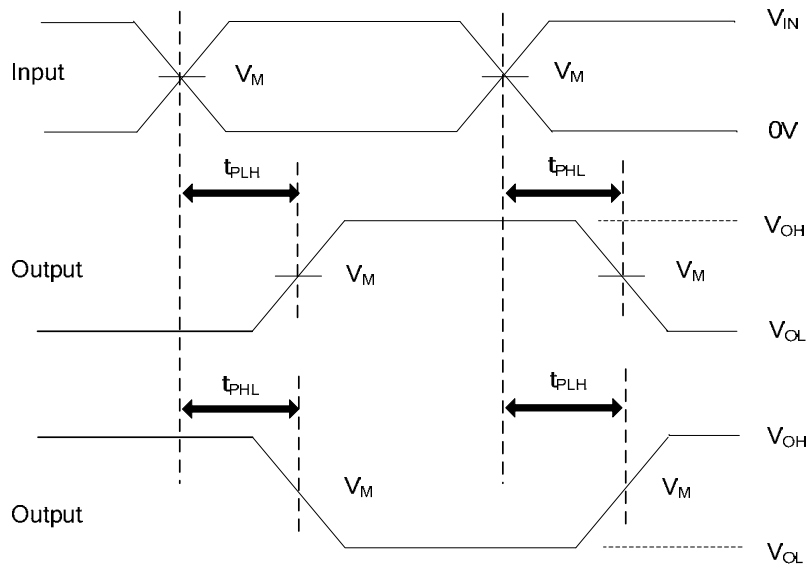 V_IN
Input
V_M
V_M
0V
t_PLH
t_PHL
V_OH
Output
V_M
V_M
V_OL
t_PHL
t_PLH
V_OH
V_M
V_M
Output
V_OL